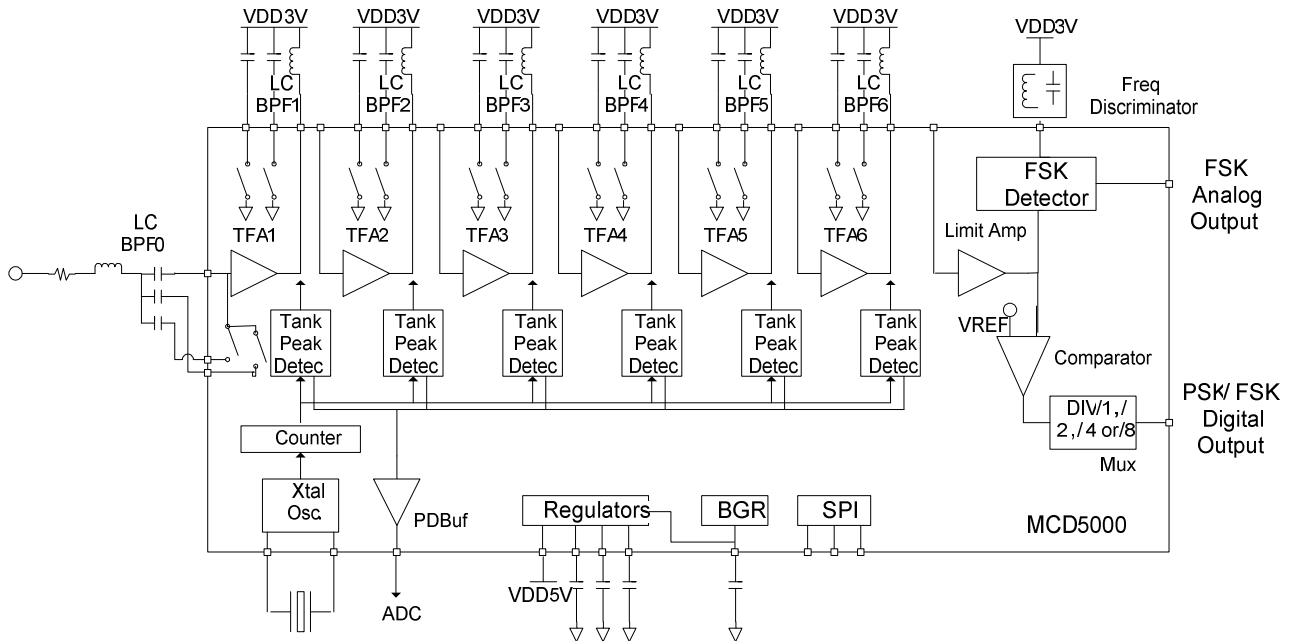 VDD3V VDD3V VDD3V VDD3V VDD3V VDD3V
VDD3V
LC
BPF1
LC
BPF2
LC
BPF3
LC
BPF4
LC
BPF5
LC
BPF6
Freq
Discriminator
FSK
Detector
FSK
Analog
Output
LC
BPF0
TFA1
TFA2
TFA3
TFA4
TFA5
TFA6
Limit Amp
Tank
Peak
Detec
Tank
Peak
Detec
Tank
Peak
Detec
Tank
Peak
Detec
Tank
Peak
Detec
Tank
Peak
Detec
VREF
Comparator
DIV/1,/
2,/4 or/8
Mux
PSK/ FSK
Digital
Output
Counter
Xtal
Osc.
PDBuf
ADC
Regulators
VDD5V
BGR
SPI
MCD5000